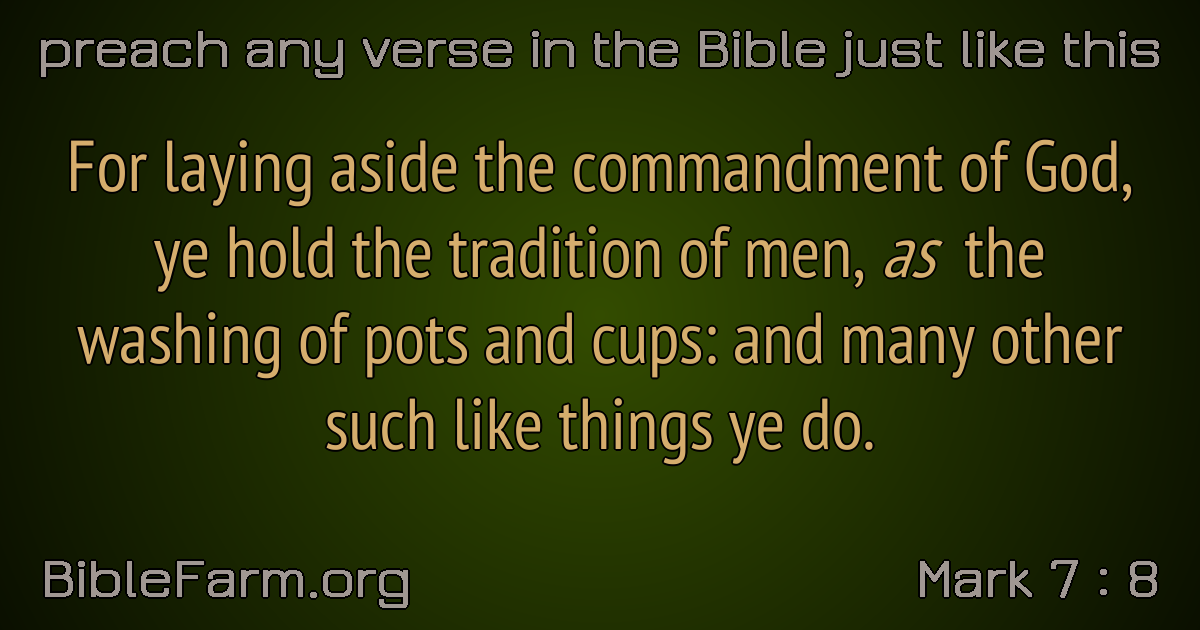 preach any verse in the Bible just like this
For laying aside the commandment of God,
ye hold the tradition of men, as the
washing of pots and cups: and many other
such like things ye do.
BibleFarm.org
Mark 7 : 8